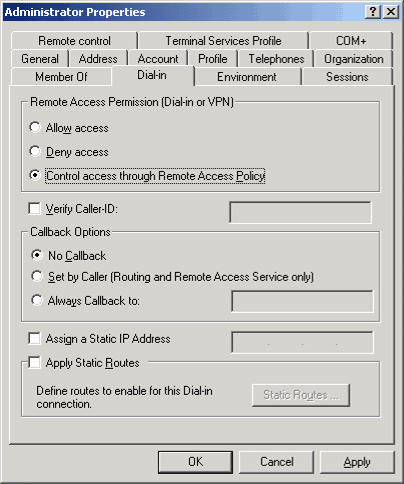 Administrator Properties
Remote control Terminal Services Profile COM+
General Address Account Profile Telephones Organization
Member Of Dial-in Environment Sessions
Remote Access Permission (Dial-in or VPN)
Allow access
Deny access
Control access through Remote Access Policy
Verify Caller-ID:
Callback Options
No Callback
Set by Caller (Routing and Remote Access Service only)
Always Callback to:
Assign a Static IP Address
Apply Static Routes
Define routes to enable for this Dial-in
connection.
Static Routes ...
OK Cancel Apply